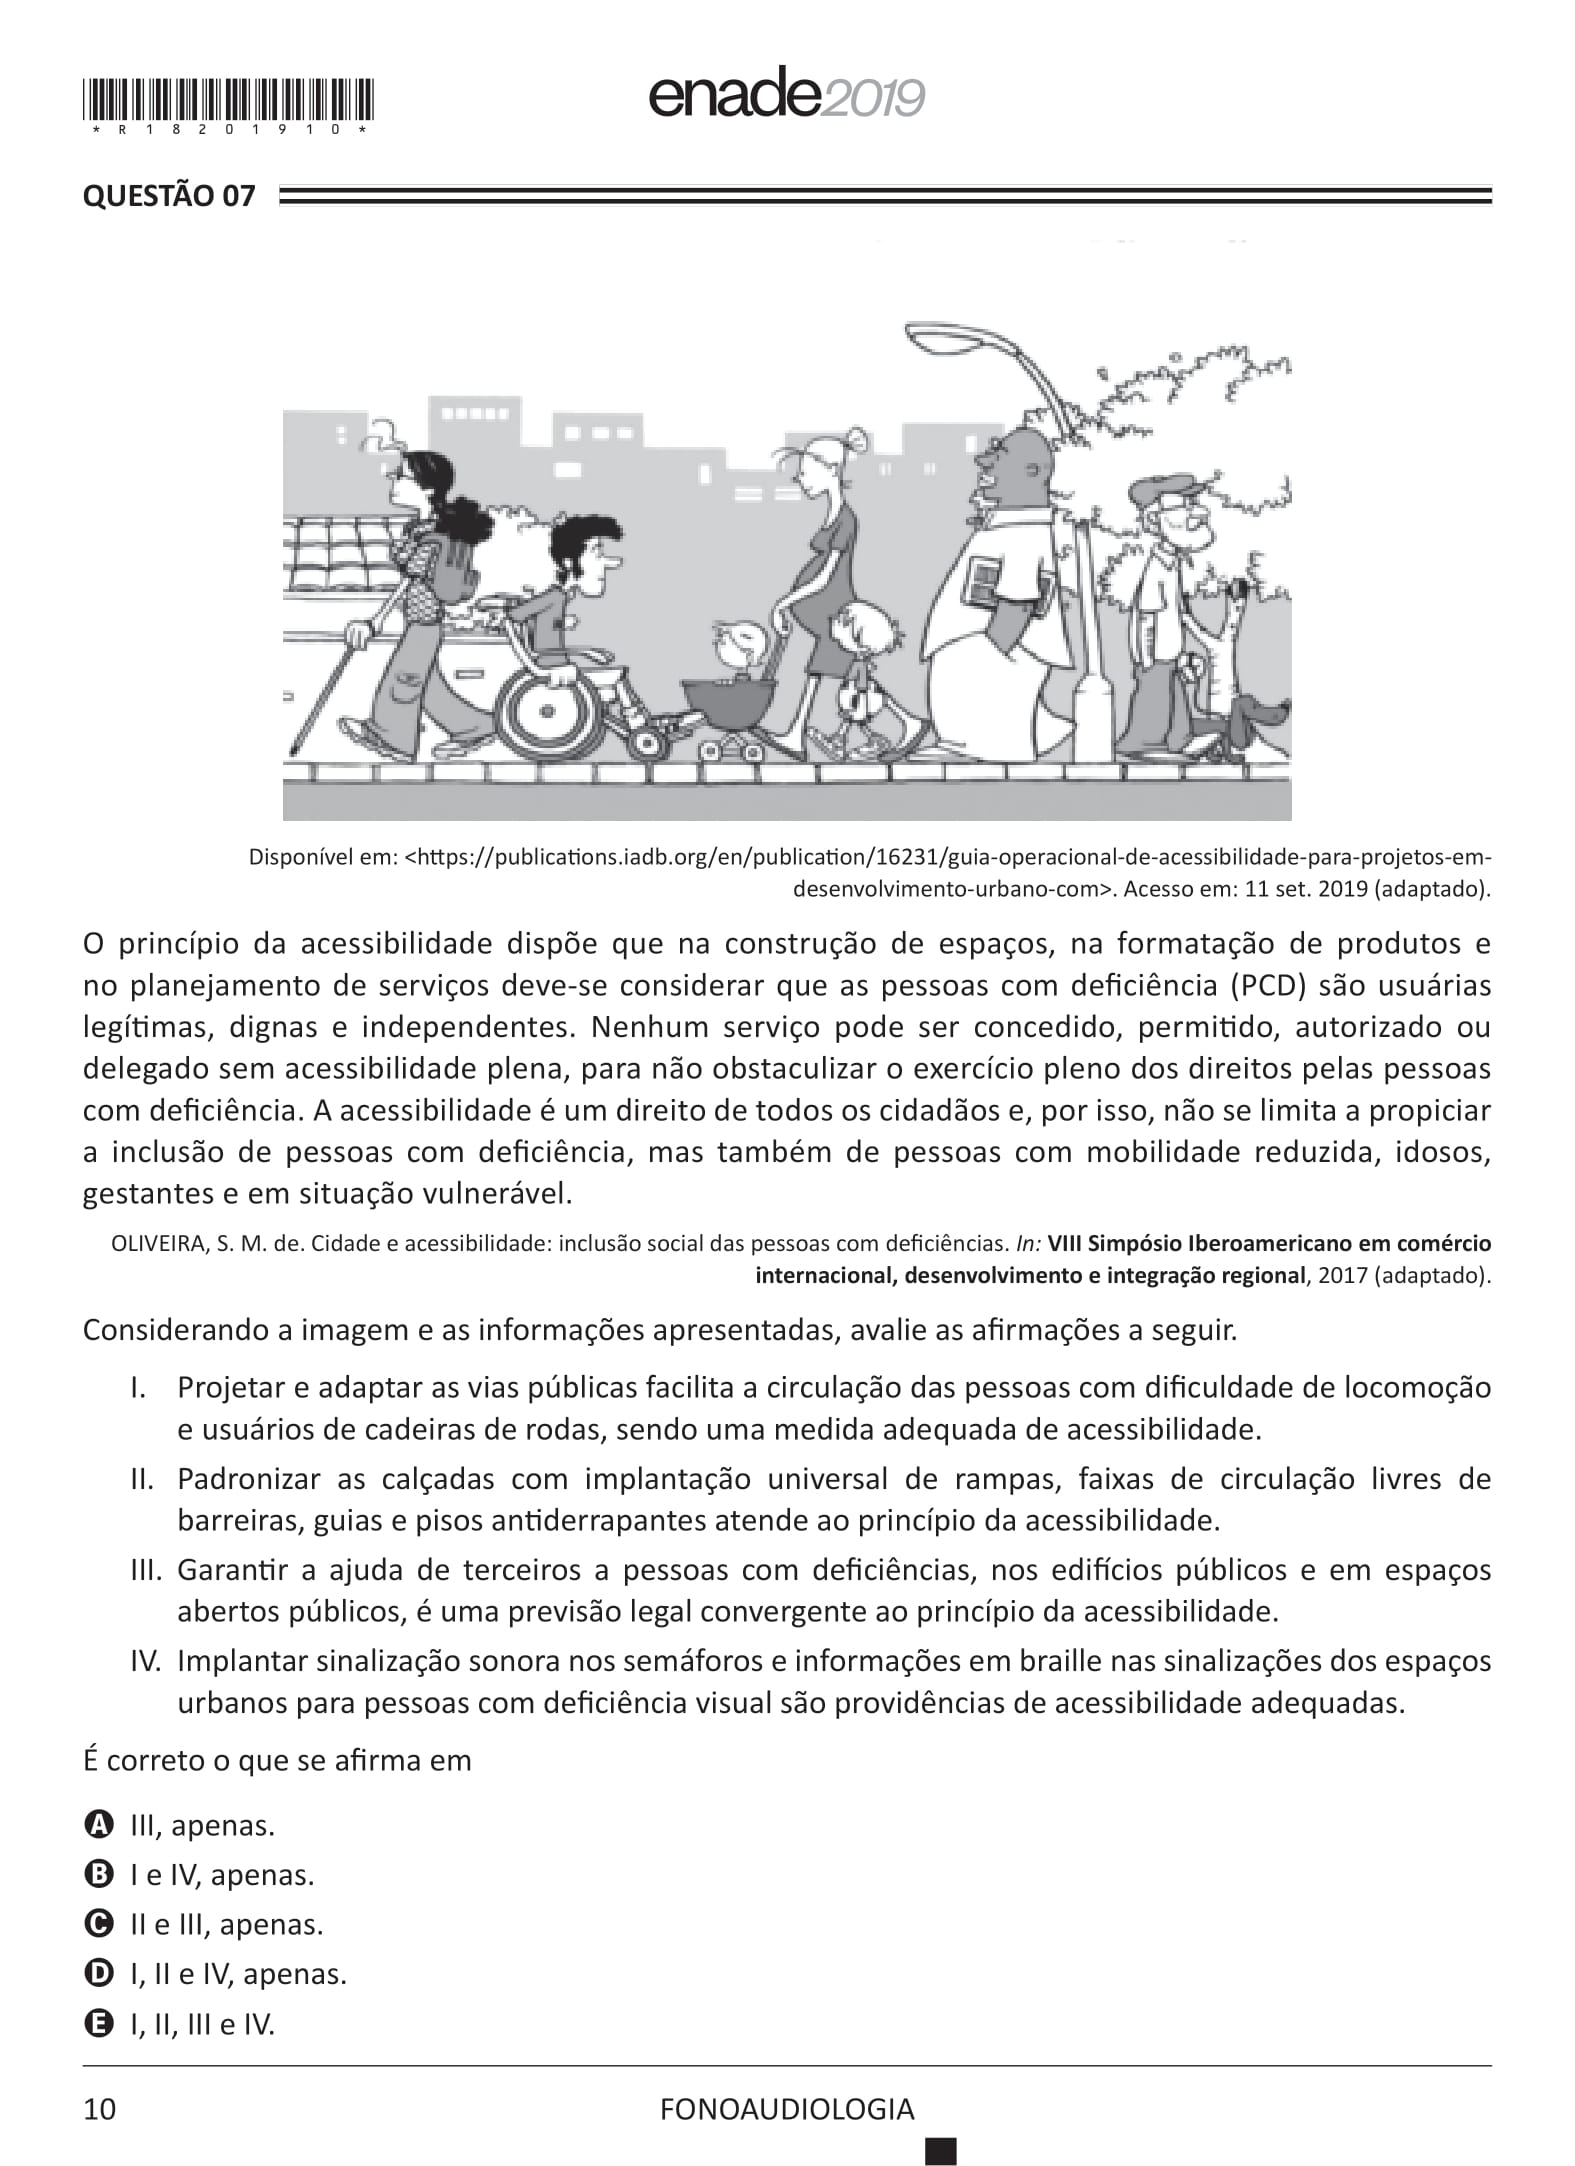 *R18201910*
enade2019
QUESTÃO 07
Disponível em: <https://publications.iadb.org/en/publication/16231/guia-operacional-de-acessibilidade-para-projetos-em-
desenvolvimento-urbano-com>. Acesso em: 11 set. 2019 (adaptado).
O princípio da acessibilidade dispõe que na construção de espaços, na formatação de produtos e
no planejamento de serviços deve-se considerar que as pessoas com deficiência (PCD) são usuárias
legítimas, dignas e independentes. Nenhum serviço pode ser concedido, permitido, autorizado ou
delegado sem acessibilidade plena, para não obstaculizar o exercício pleno dos direitos pelas pessoas
com deficiência. A acessibilidade é um direito de todos os cidadãos e, por isso, não se limita a propiciar
a inclusão de pessoas com deficiência, mas também de pessoas com mobilidade reduzida, idosos,
gestantes e em situação vulnerável.
OLIVEIRA, S. M. de. Cidade e acessibilidade: inclusão social das pessoas com deficiências. In: VIII Simpósio Iberoamericano em comércio
internacional, desenvolvimento e integração regional, 2017 (adaptado).
Considerando a imagem e as informações apresentadas, avalie as afirmações a seguir.
I. Projetar e adaptar as vias públicas facilita a circulação das pessoas com dificuldade de locomoção
e usuários de cadeiras de rodas, sendo uma medida adequada de acessibilidade.
II. Padronizar as calçadas com implantação universal de rampas, faixas de circulação livres de
barreiras, guias e pisos antiderrapantes atende ao princípio da acessibilidade.
III. Garantir a ajuda de terceiros a pessoas com deficiências, nos edifícios públicos e em espaços
abertos públicos, é uma previsão legal convergente ao princípio da acessibilidade.
IV. Implantar sinalização sonora nos semáforos e informações em braille nas sinalizações dos espaços
urbanos para pessoas com deficiência visual são providências de acessibilidade adequadas.
É correto o que se afirma em
A III, apenas.
B I e IV, apenas.
C II e III, apenas.
D I, II e IV, apenas.
E I, II, III e IV.
10 FONOAUDIOLOGIA